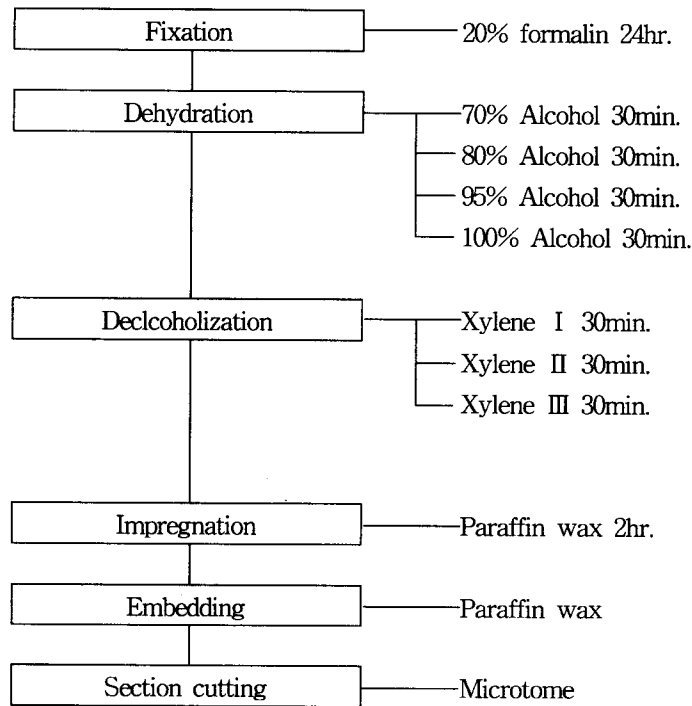 Fixation
20% formalin 24hr.
Dehydration
70% Alcohol 30min.
80% Alcohol 30min.
95% Alcohol 30min.
100% Alcohol 30min.
Declcoholization
Xylene Ⅰ 30min.
Xylene Ⅱ 30min.
Xylene Ⅲ 30min.
Impregnation
Paraffin wax 2hr.
Embedding
Paraffin wax
Section cutting
Microtome